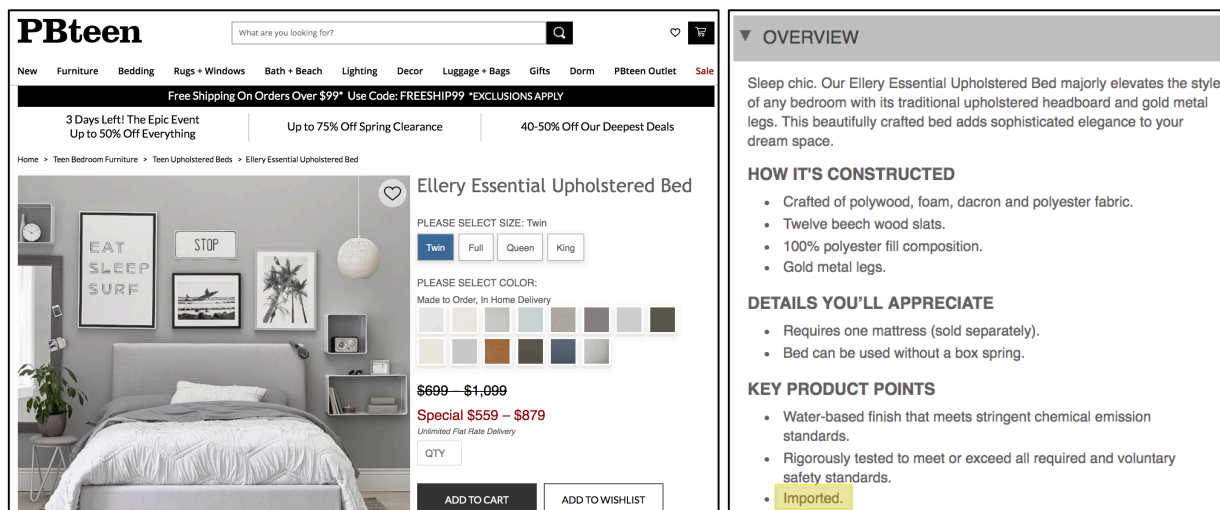 PBteen
What are you looking for?
New Furniture Bedding Rugs + Windows Bath + Beach Lighting Decor Luggage + Bags Gifts Dorm PBteen Outlet Sale
Free Shipping On Orders Over $99* Use Code: FREESHIP99 *EXCLUSIONS APPLY
3 Days Left! The Epic Event
Up to 50% Off Everything
Up to 75% Off Spring Clearance
40-50% Off Our Deepest Deals
Home > Teen Bedroom Furniture > Teen Upholstered Beds > Ellery Essential Upholstered Bed
EAT
SLEEP
SURF
STOP
Ellery Essential Upholstered Bed
PLEASE SELECT SIZE: Twin
Twin Full Queen King
PLEASE SELECT COLOR:
Made to Order, In Home Delivery
$699 – $1,099
Special $559 – $879
Unlimited Flat Rate Delivery
QTY
ADD TO CART ADD TO WISHLIST
▼ OVERVIEW
Sleep chic. Our Ellery Essential Upholstered Bed majorly elevates the style
of any bedroom with its traditional upholstered headboard and gold metal
legs. This beautifully crafted bed adds sophisticated elegance to your
dream space.
HOW IT'S CONSTRUCTED
• Crafted of polywood, foam, dacron and polyester fabric.
• Twelve beech wood slats.
• 100% polyester fill composition.
• Gold metal legs.
DETAILS YOU'LL APPRECIATE
• Requires one mattress (sold separately).
• Bed can be used without a box spring.
KEY PRODUCT POINTS
• Water-based finish that meets stringent chemical emission
standards.
• Rigorously tested to meet or exceed all required and voluntary
safety standards.
• Imported.